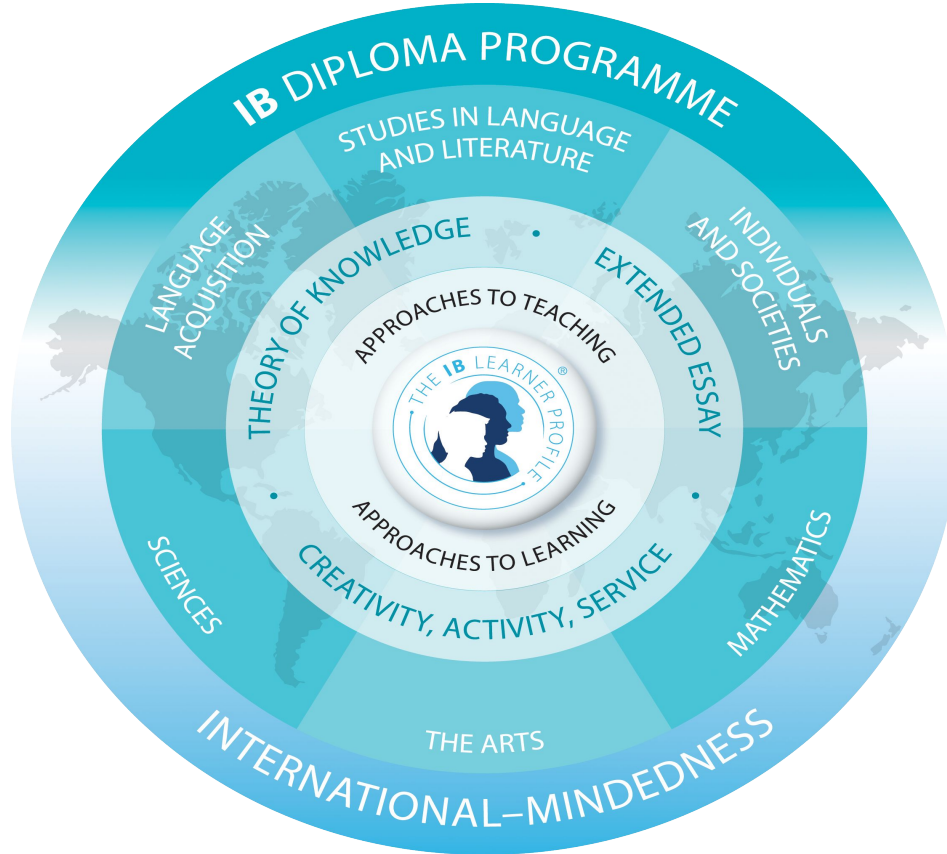 IB DIPLOMA PROGRAMME
STUDIES IN LANGUAGE
AND LITERATURE
LANGUAGE
ACQUISITION
INDIVIDUALS
AND SOCIETIES
THEORY OF KNOWLEDGE
•
EXTENDED ESSAY
APPROACHES TO TEACHING
• THE IB LEARNER PROFILE •
®
APPROACHES TO LEARNING
•
CREATIVITY, ACTIVITY, SERVICE
•
SCIENCES
MATHEMATICS
THE ARTS
INTERNATIONAL–MINDEDNESS